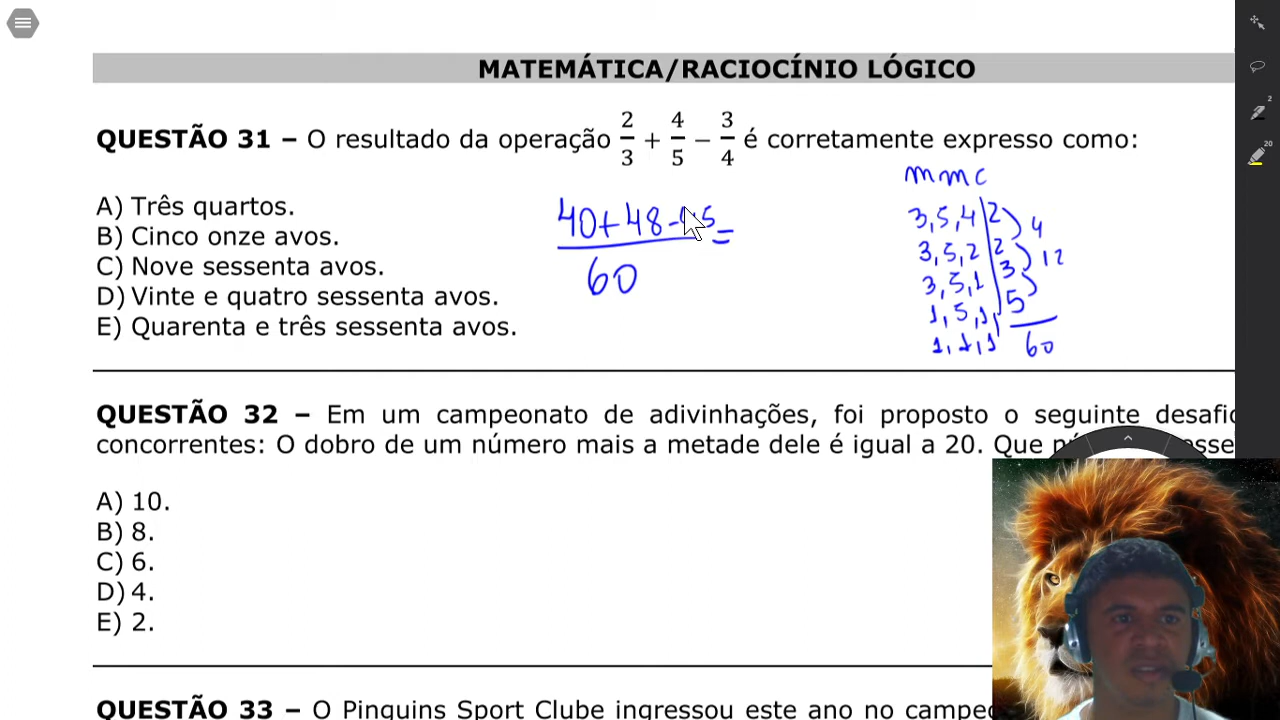 MATEMÁTICA/RACIOCÍNIO LÓGICO
QUESTÃO 31 – O resultado da operação 2/3 + 4/5 − 3/4 é corretamente expresso como:
A) Três quartos.
B) Cinco onze avos.
C) Nove sessenta avos.
D) Vinte e quatro sessenta avos.
E) Quarenta e três sessenta avos.
40+48-45 =
60
mmc
3,5,4 2
3,5,2 2
3,5,1 3
1,5,1 5
1,1,1 60
4
12
QUESTÃO 32 – Em um campeonato de adivinhações, foi proposto o seguinte
concorrentes: O dobro de um número mais a metade dele é igual a 20. Que
A) 10.
B) 8.
C) 6.
D) 4.
E) 2.
QUESTÃO 33 – O Pinguins Sport Clube ingressou este ano no
2
20